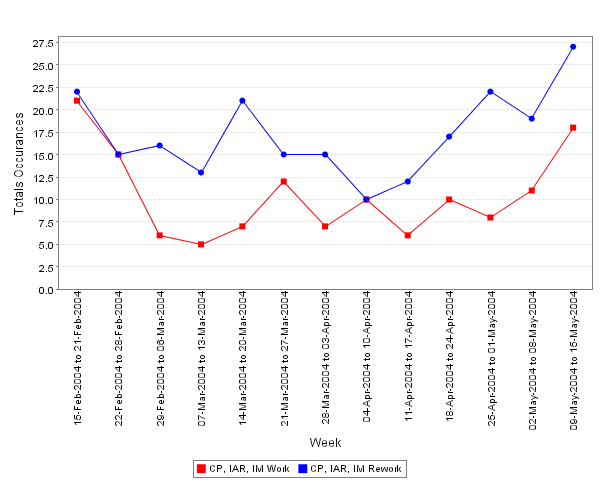 27.5
25.0
22.5
20.0
17.5
15.0
12.5
10.0
7.5
5.0
2.5
0.0
Totals Occurances
15-Feb-2004 to 21-Feb-2004
22-Feb-2004 to 28-Feb-2004
29-Feb-2004 to 06-Mar-2004
07-Mar-2004 to 13-Mar-2004
14-Mar-2004 to 20-Mar-2004
21-Mar-2004 to 27-Mar-2004
28-Mar-2004 to 03-Apr-2004
04-Apr-2004 to 10-Apr-2004
11-Apr-2004 to 17-Apr-2004
18-Apr-2004 to 24-Apr-2004
25-Apr-2004 to 01-May-2004
02-May-2004 to 08-May-2004
09-May-2004 to 15-May-2004
Week
CP, IAR, IM Work CP, IAR, IM Rework